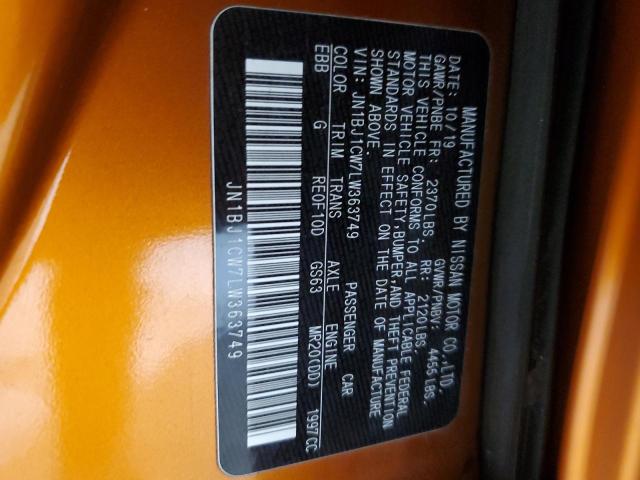 MANUFACTURED BY NISSAN MOTOR CO.,LTD.
DATE: 10/19 GVWR/PNBV: 4455 LBS.
GAWR/PNBE FR: 2370LBS. RR: 2120LBS
THIS VEHICLE CONFORMS TO ALL APPLICABLE FEDERAL
MOTOR VEHICLE SAFETY,BUMPER,AND THEFT PREVENTION
STANDARDS IN EFFECT ON THE DATE OF MANUFACTURE
SHOWN ABOVE.
VIN: JN1BJ1CW7LW363749 PASSENGER CAR
COLOR TRIM TRANS AXLE ENGINE
EBB G RE0F10D GS63 MR20(DD) 1997CC
JN1BJ1CW7LW363749